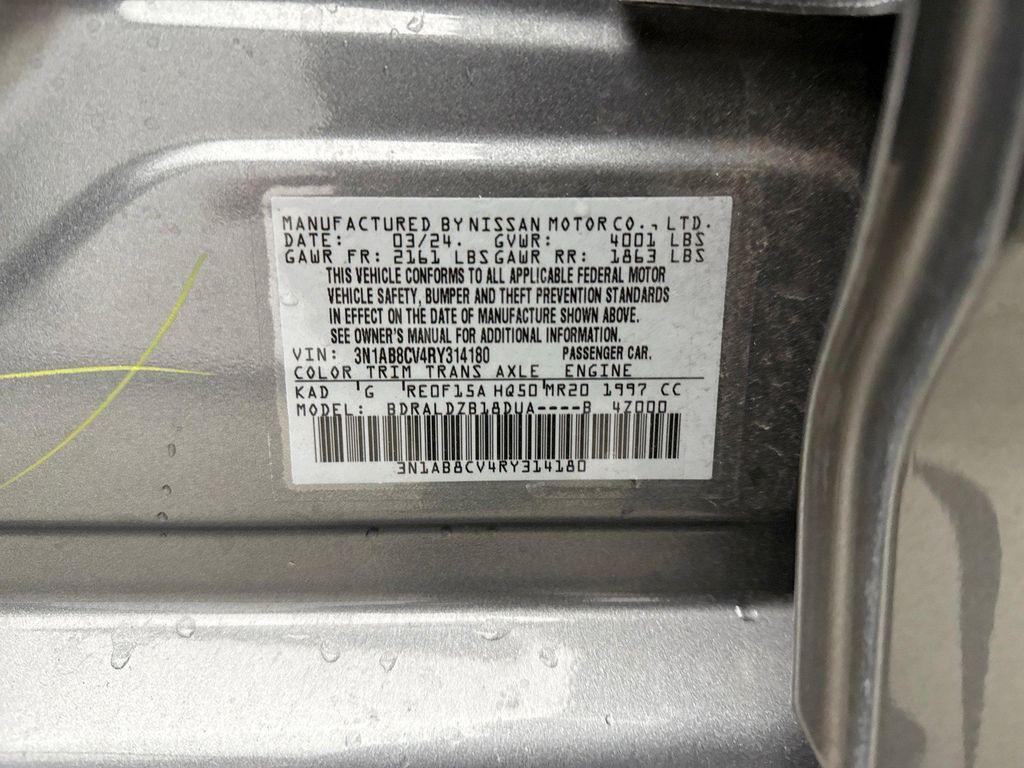 MANUFACTURED BY NISSAN MOTOR CO., LTD.
DATE: 03/24. GVWR: 4001 LBS
GAWR FR: 2161 LBS GAWR RR: 1863 LBS
THIS VEHICLE CONFORMS TO ALL APPLICABLE FEDERAL MOTOR
VEHICLE SAFETY, BUMPER AND THEFT PREVENTION STANDARDS
IN EFFECT ON THE DATE OF MANUFACTURE SHOWN ABOVE.
SEE OWNER'S MANUAL FOR ADDITIONAL INFORMATION.
VIN: 3N1AB8CV4RY314180 PASSENGER CAR.
COLOR TRIM TRANS AXLE ENGINE
KAD G RE0F15A HQ50 MR20 1997 CC
MODEL: BDRALDZB18DUA----B 4Z000
3N1AB8CV4RY314180